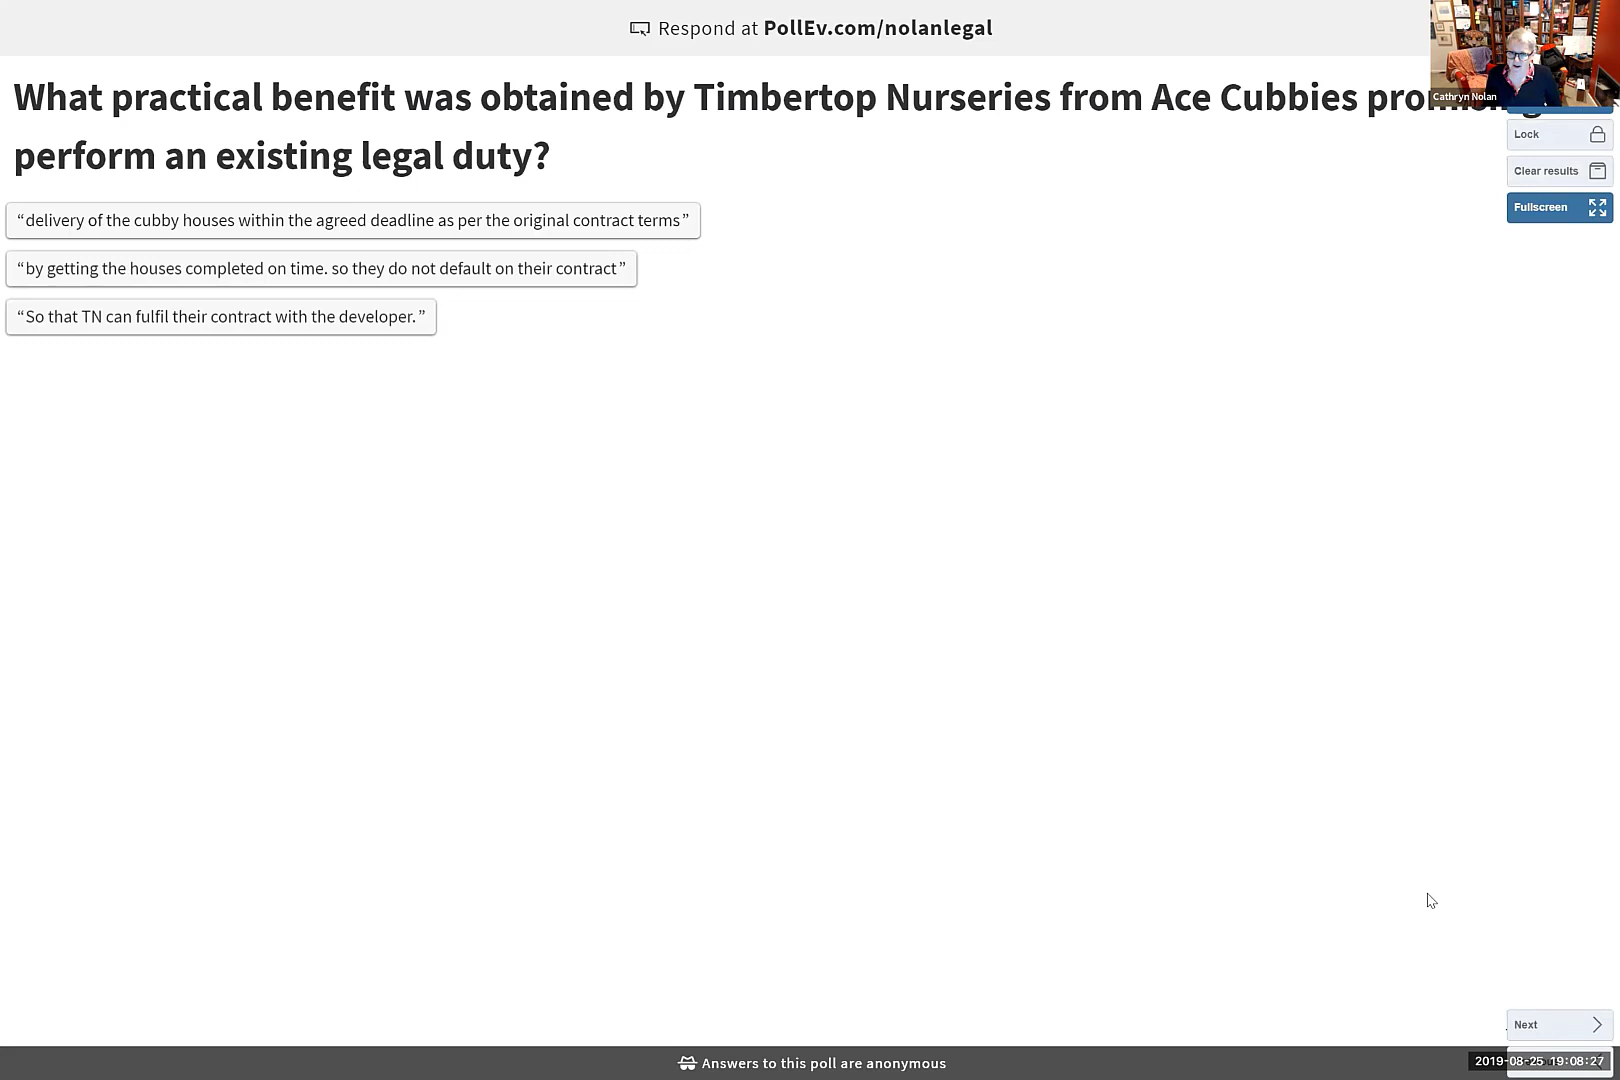 Respond at PollEv.com/nolanlegal
What practical benefit was obtained by Timbertop Nurseries from Ace Cubbies
perform an existing legal duty?
“delivery of the cubby houses within the agreed deadline as per the original contract terms”
“by getting the houses completed on time. so they do not default on their contract”
“So that TN can fulfil their contract with the developer.”
Cathryn Nolan
Lock
Clear results
Fullscreen
Next
Answers to this poll are anonymous
2019-08-25 19:08:27